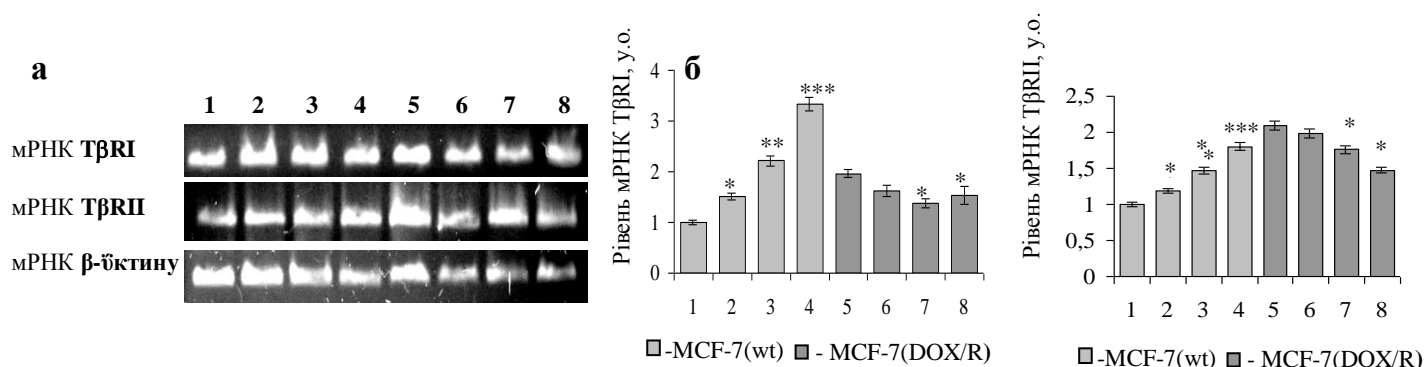 а
1 2 3 4 5 6 7 8
мРНК TβRI
мРНК TβRII
мРНК β-ΰктину
б
Рівень мРНК TβRI, у.о.
4
3
2
1
0
* ** *** * *
1 2 3 4 5 6 7 8
-MCF-7(wt) - MCF-7(DOX/R)
Рівень мРНК TβRII, у.о.
2,5
2
1,5
1
0,5
0
* ** *** * *
1 2 3 4 5 6 7 8
-MCF-7(wt) - MCF-7(DOX/R)